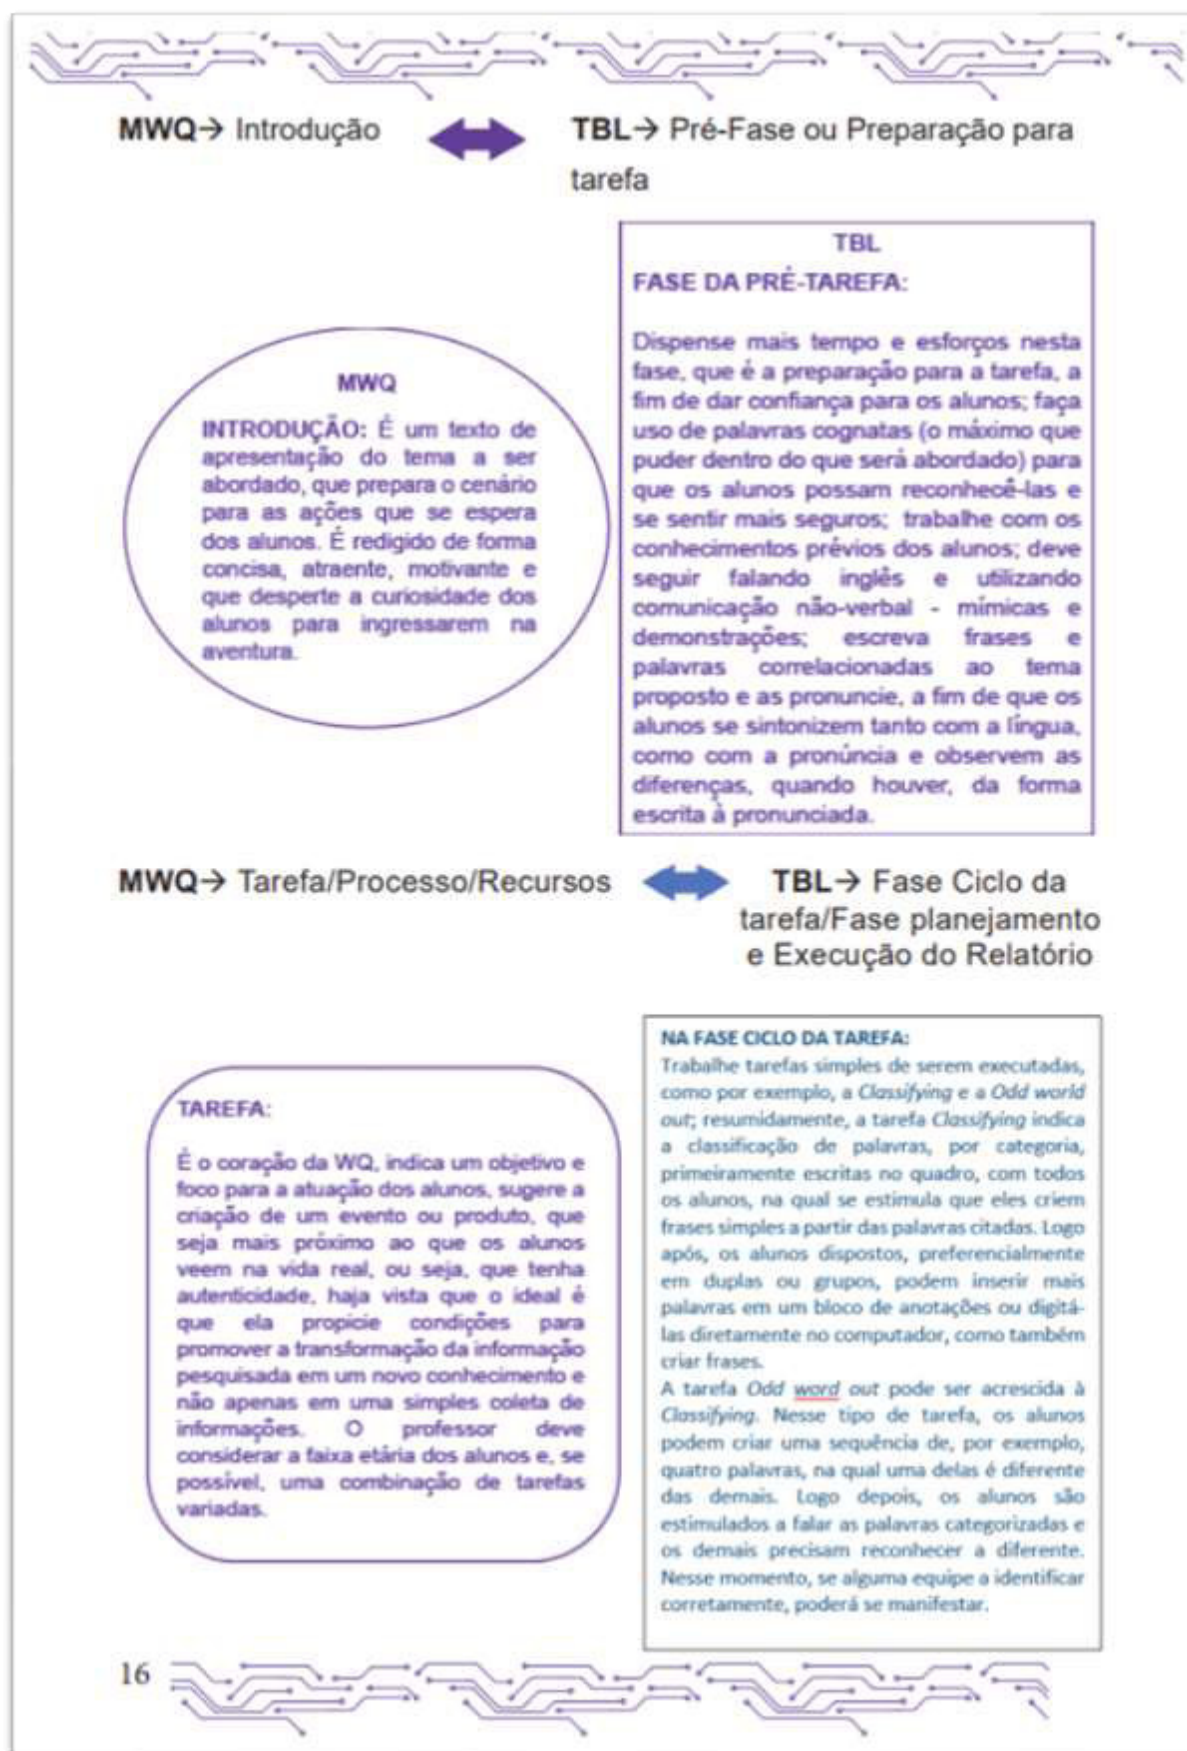 MWQ→ Introdução
TBL→ Pré-Fase ou Preparação para
tarefa
MWQ
INTRODUÇÃO: É um texto de
apresentação do tema a ser
abordado, que prepara o cenário
para as ações que se espera
dos alunos. É redigido de forma
concisa, atraente, motivante e
que desperte a curiosidade dos
alunos para ingressarem na
aventura.
TBL
FASE DA PRÉ-TAREFA:
Dispense mais tempo e esforços nesta
fase, que é a preparação para a tarefa, a
fim de dar confiança para os alunos; faça
uso de palavras cognatas (o máximo que
puder dentro do que será abordado) para
que os alunos possam reconhecê-las e
se sentir mais seguros; trabalhe com os
conhecimentos prévios dos alunos; deve
seguir falando inglês e utilizando
comunicação não-verbal - mímicas e
demonstrações; escreva frases e
palavras correlacionadas ao tema
proposto e as pronuncie, a fim de que os
alunos se sintonizem tanto com a língua,
como com a pronúncia e observem as
diferenças, quando houver, da forma
escrita à pronunciada.
MWQ→ Tarefa/Processo/Recursos
TBL→ Fase Ciclo da
tarefa/Fase planejamento
e Execução do Relatório
TAREFA:
É o coração da WQ, indica um objetivo e
foco para a atuação dos alunos, sugere a
criação de um evento ou produto, que
seja mais próximo ao que os alunos
veem na vida real, ou seja, que tenha
autenticidade, haja vista que o ideal é
que ela propicie condições para
promover a transformação da informação
pesquisada em um novo conhecimento e
não apenas em uma simples coleta de
informações. O professor deve
considerar a faixa etária dos alunos e, se
possível, uma combinação de tarefas
variadas.
NA FASE CICLO DA TAREFA:
Trabalhe tarefas simples de serem executadas,
como por exemplo, a Classifying e a Odd world
out; resumidamente, a tarefa Classifying indica
a classificação de palavras, por categoria,
primeiramente escritas no quadro, com todos
os alunos, na qual se estimula que eles criem
frases simples a partir das palavras citadas. Logo
após, os alunos dispostos, preferencialmente
em duplas ou grupos, podem inserir mais
palavras em um bloco de anotações ou digitá-
las diretamente no computador, como também
criar frases.
A tarefa Odd word out pode ser acrescida à
Classifying. Nesse tipo de tarefa, os alunos
podem criar uma sequência de, por exemplo,
quatro palavras, na qual uma delas é diferente
das demais. Logo depois, os alunos são
estimulados a falar as palavras categorizadas e
os demais precisam reconhecer a diferente.
Nesse momento, se alguma equipe a identificar
corretamente, poderá se manifestar.
16